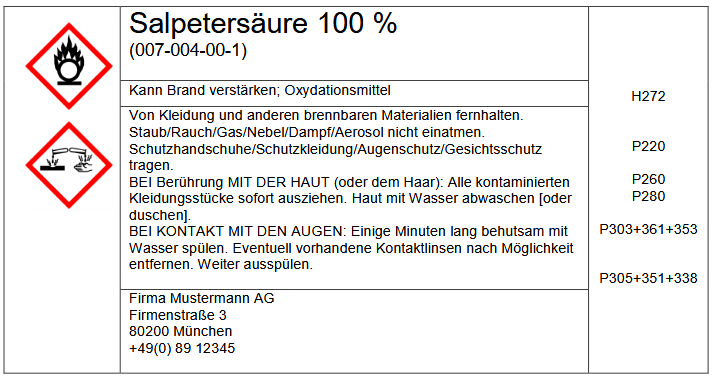 Salpetersäure 100 %
(007-004-00-1)
Kann Brand verstärken; Oxydationsmittel
H272
Von Kleidung und anderen brennbaren Materialien fernhalten.
Staub/Rauch/Gas/Nebel/Dampf/Aerosol nicht einatmen.
Schutzhandschuhe/Schutzkleidung/Augenschutz/Gesichtsschutz
tragen.
BEI Berührung MIT DER HAUT (oder dem Haar): Alle kontaminierten
Kleidungsstücke sofort ausziehen. Haut mit Wasser abwaschen [oder
duschen].
BEI KONTAKT MIT DEN AUGEN: Einige Minuten lang behutsam mit
Wasser spülen. Eventuell vorhandene Kontaktlinsen nach Möglichkeit
entfernen. Weiter ausspülen.
P220
P260
P280
P303+361+353
P305+351+338
Firma Mustermann AG
Firmenstraße 3
80200 München
+49(0) 89 12345